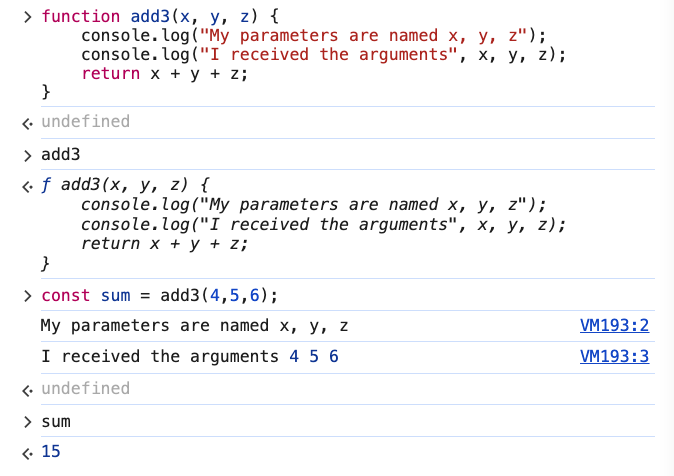 > function add3(x, y, z) {
    console.log("My parameters are named x, y, z");
    console.log("I received the arguments", x, y, z);
    return x + y + z;
}
undefined
> add3
ƒ add3(x, y, z) {
    console.log("My parameters are named x, y, z");
    console.log("I received the arguments", x, y, z);
    return x + y + z;
}
> const sum = add3(4,5,6);
My parameters are named x, y, z VM193:2
I received the arguments 4 5 6 VM193:3
undefined
> sum
15